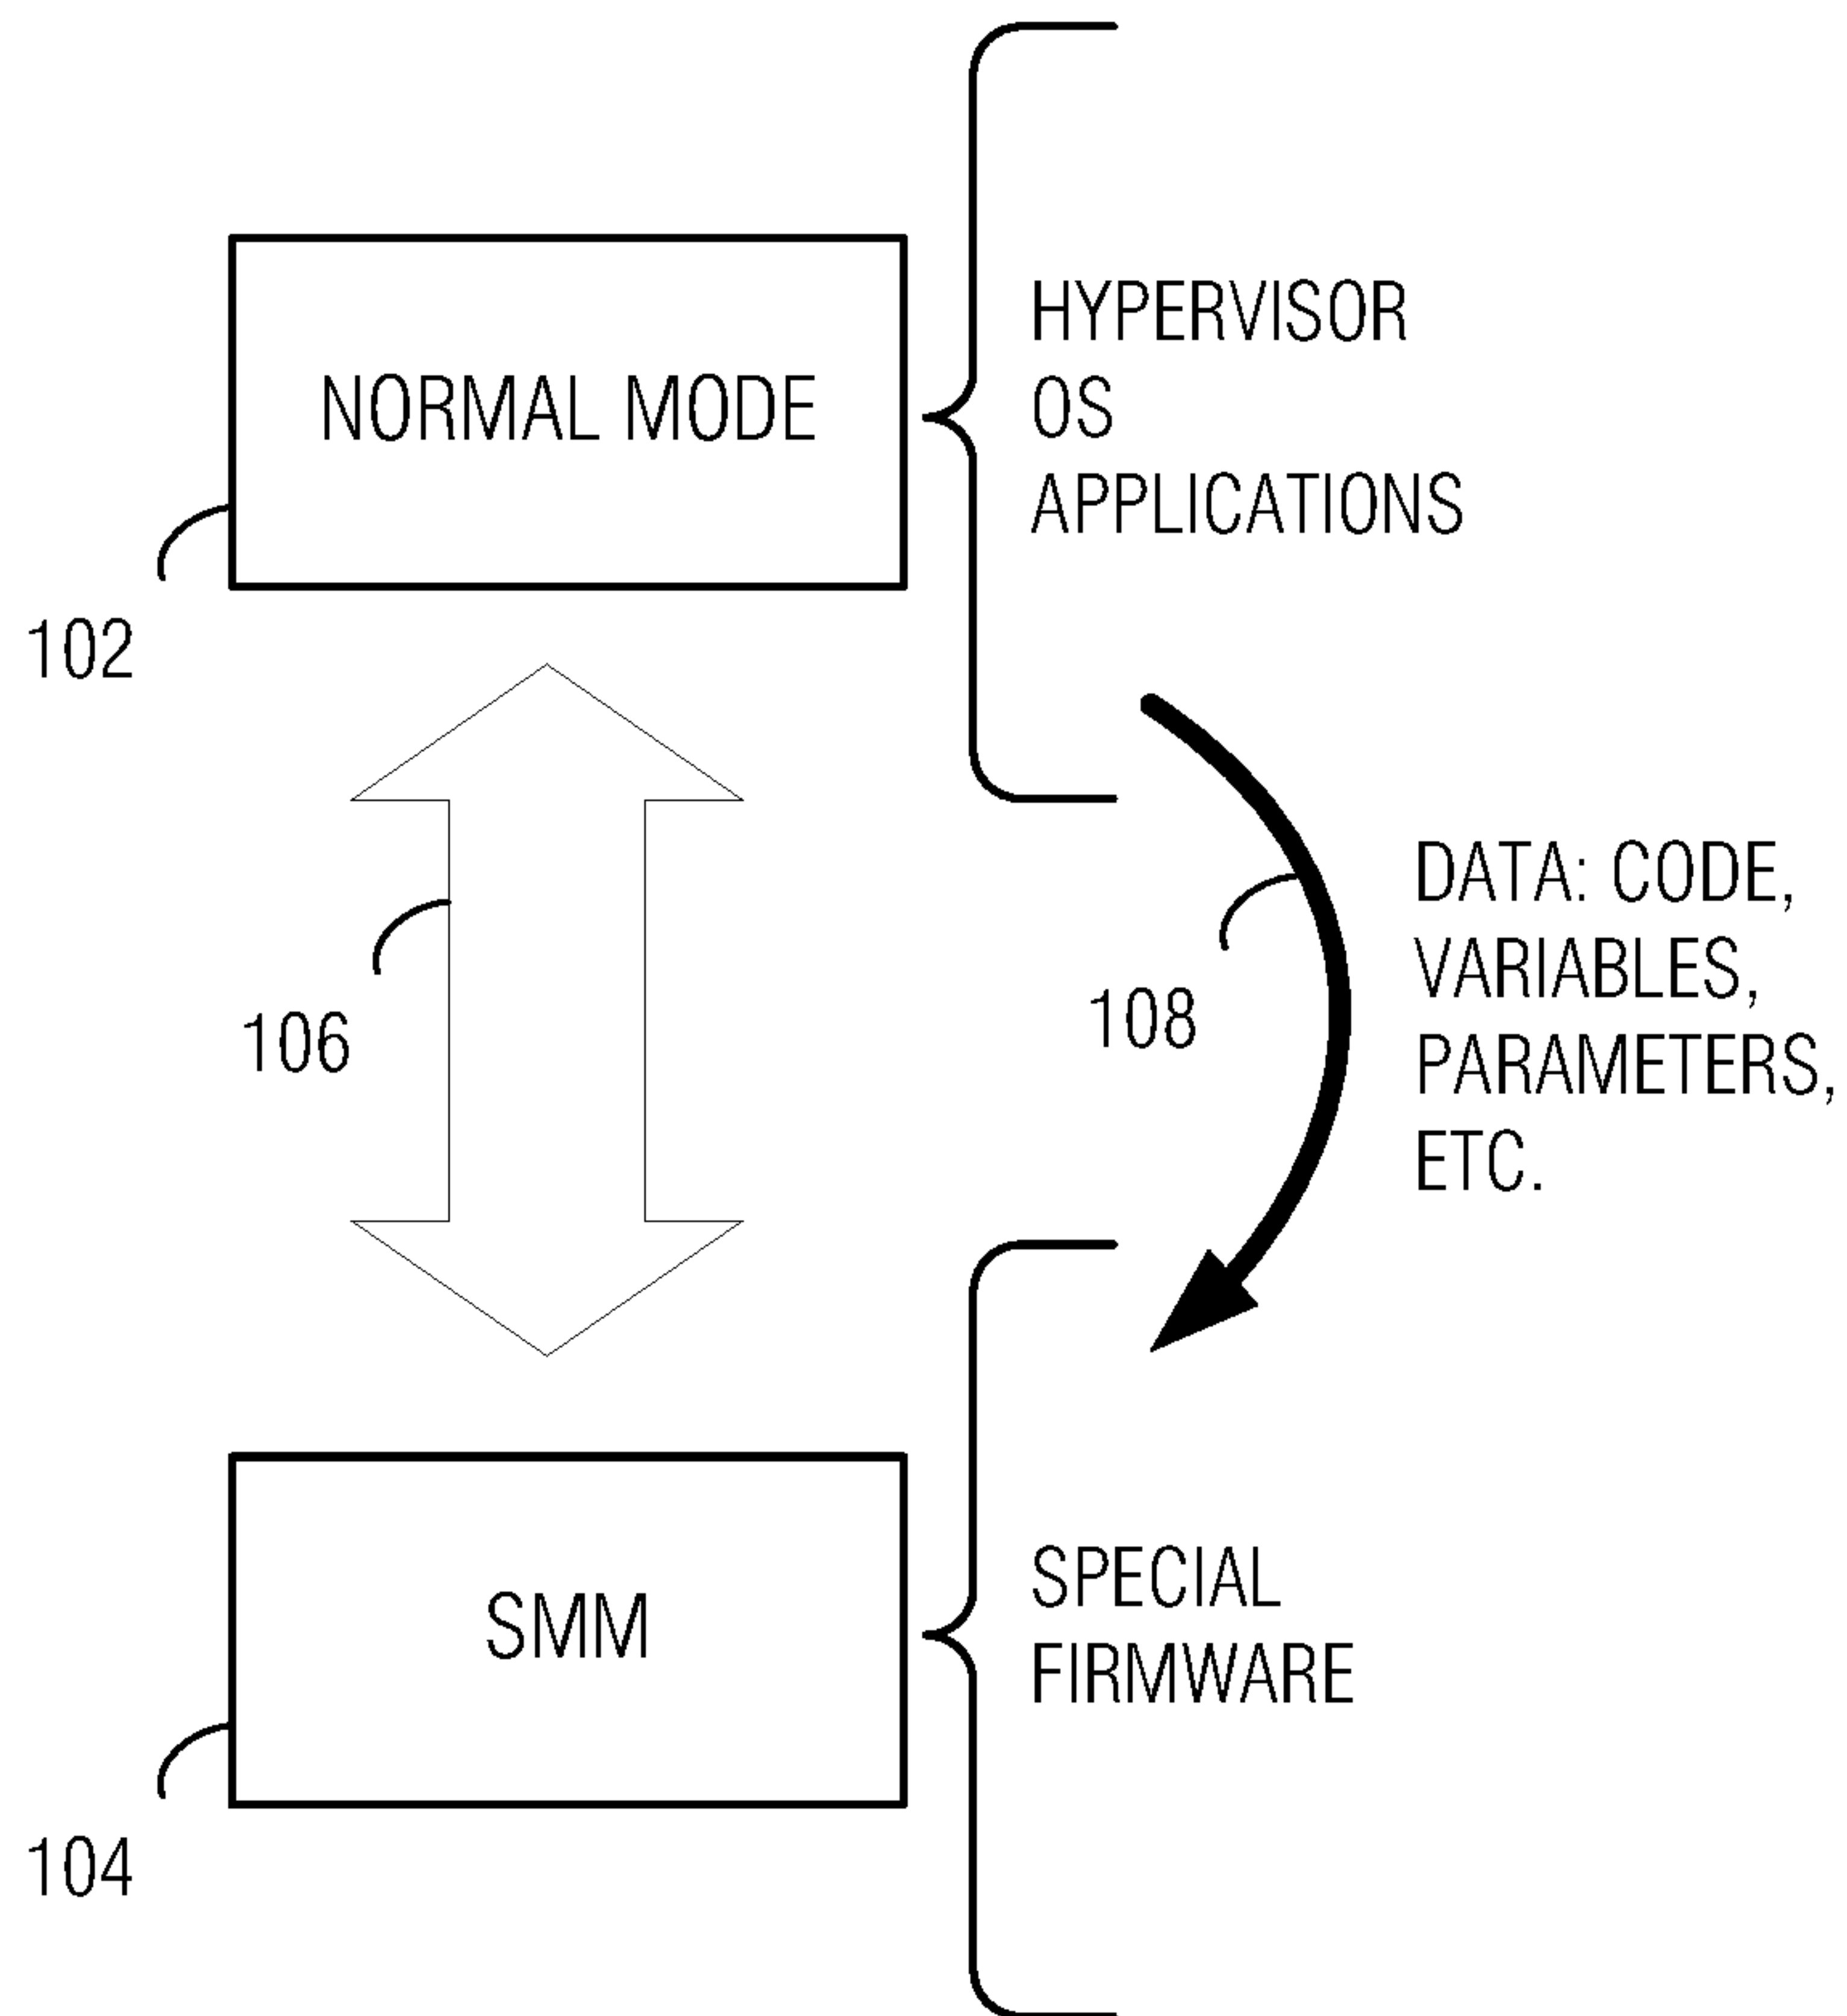 HYPERVISOR
OS
APPLICATIONS
NORMAL MODE
102
106
108
DATA: CODE,
VARIABLES,
PARAMETERS,
ETC.
SMM
SPECIAL
FIRMWARE
104